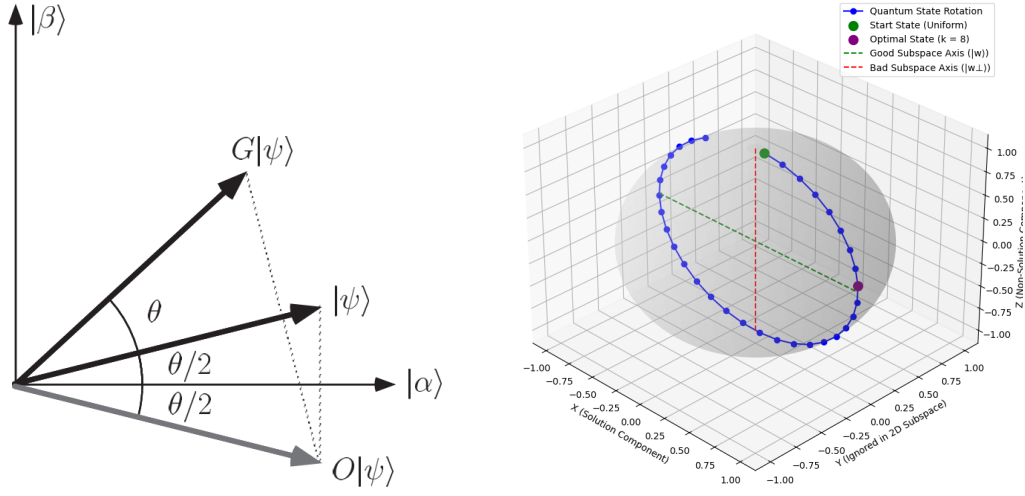 |β⟩
G|ψ⟩
θ
|ψ⟩
θ/2
|α⟩
θ/2
O|ψ⟩
Quantum State Rotation
Start State (Uniform)
Optimal State (k = 8)
Good Subspace Axis (|w⟩)
Bad Subspace Axis (|w⊥⟩)
1.00
0.75
0.50
0.25
0.00
−0.25
−0.50
−0.75
−1.00
Z (Non-Solution Component)
−1.00
−0.75
−0.50
−0.25
0.00
0.25
0.50
0.75
1.00
X (Solution Component)
1.00
0.75
0.50
0.25
0.00
−0.25
−0.50
−0.75
−1.00
Y (Ignored in 2D Subspace)